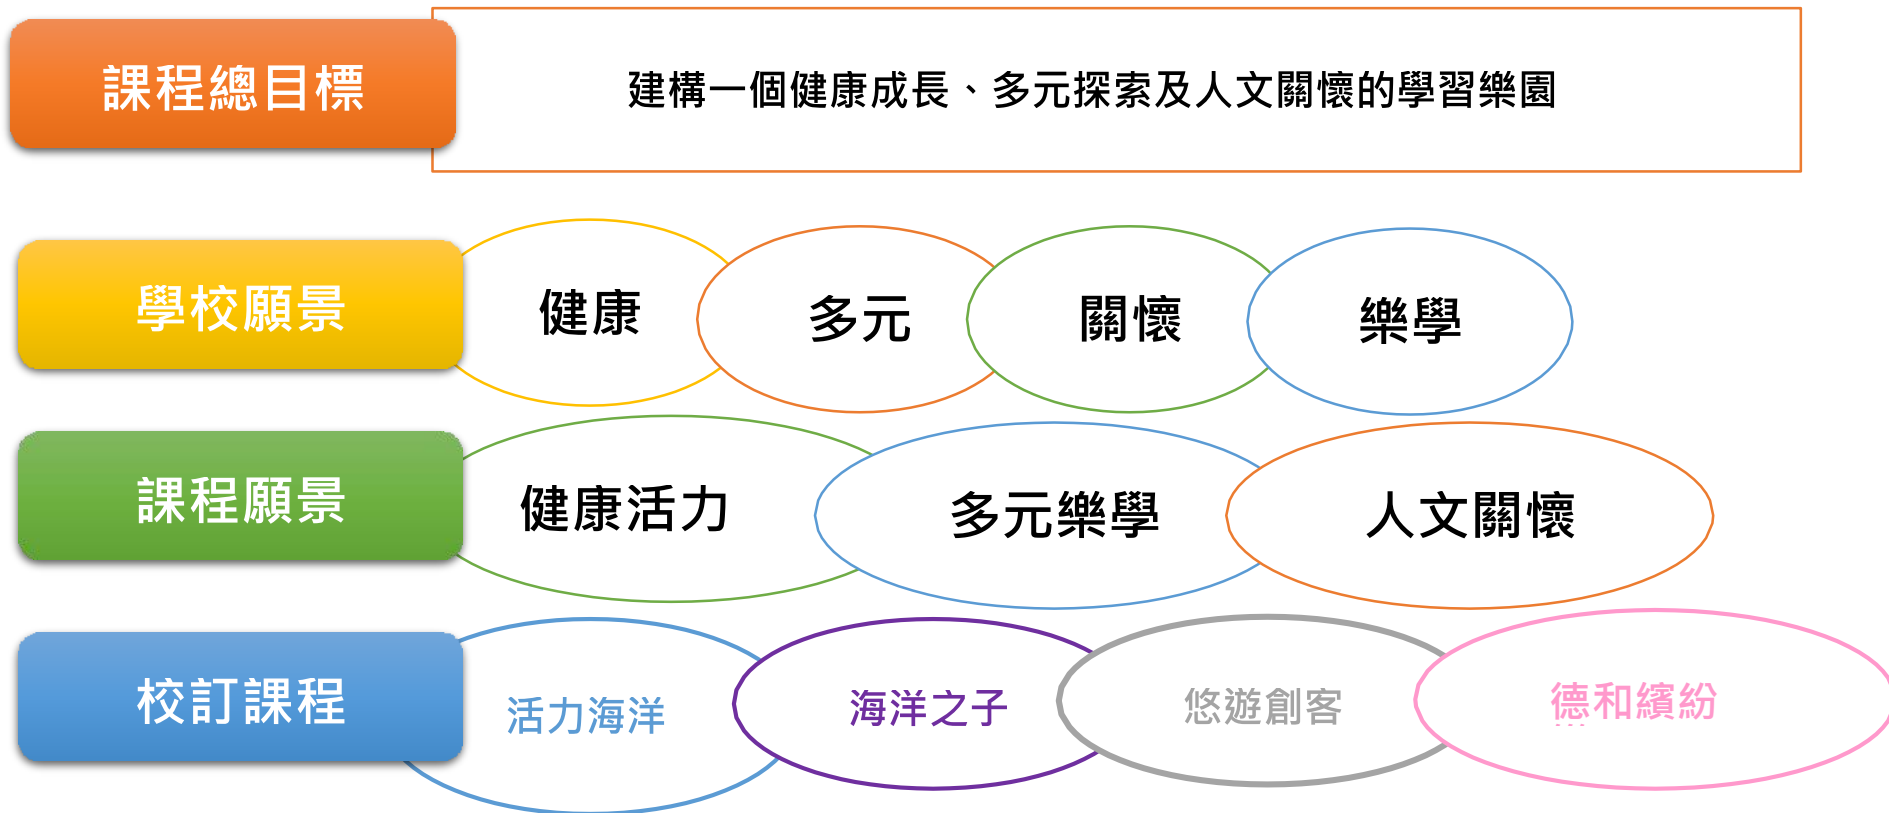 課程總目標
建構一個健康成長、多元探索及人文關懷的學習樂園
學校願景
健康
多元
關懷
樂學
課程願景
健康活力
多元樂學
人文關懷
校訂課程
活力海洋
海洋之子
悠遊創客
德和繽紛